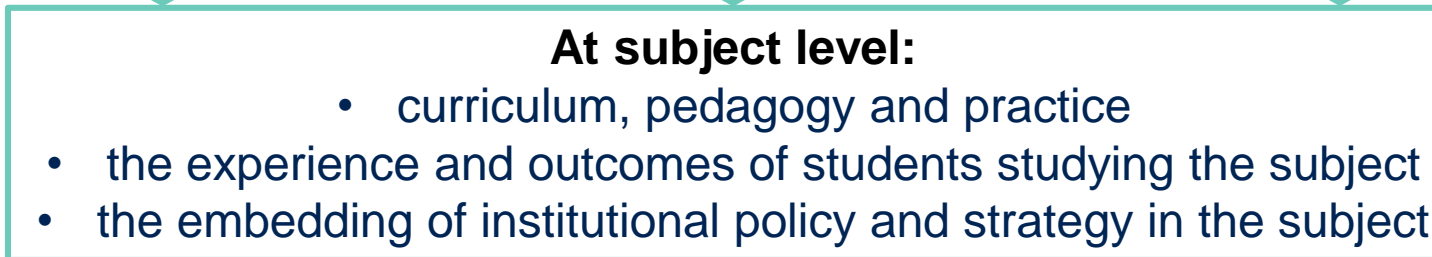 At subject level:
• curriculum, pedagogy and practice
• the experience and outcomes of students studying the subject
• the embedding of institutional policy and strategy in the subject